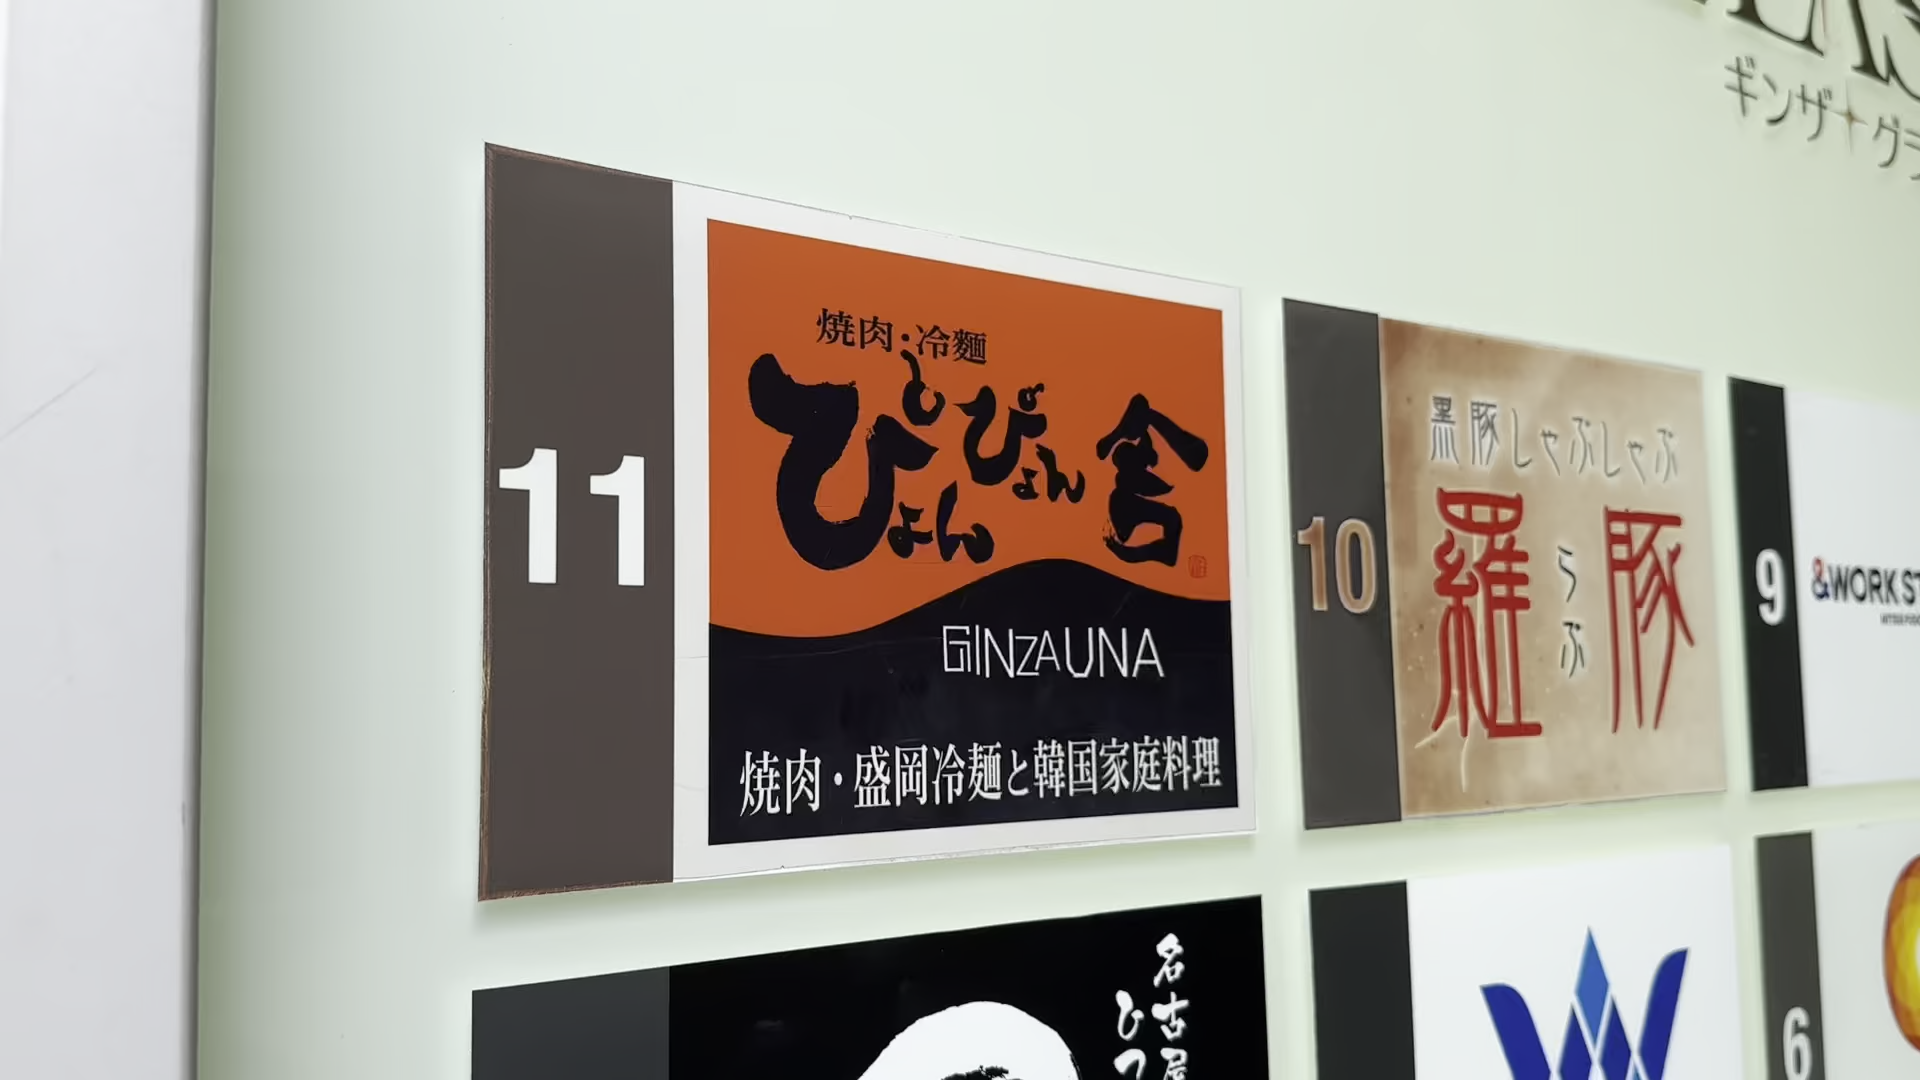 ギンザ
11
焼肉・冷麺
ぴょんぴょん舎
GINZA UNA
焼肉・盛岡冷麺と韓国家庭料理
10
黒豚しゃぶしゃぶ
羅豚
らぶ
9
&WORK ST
名古屋
ひつ
6